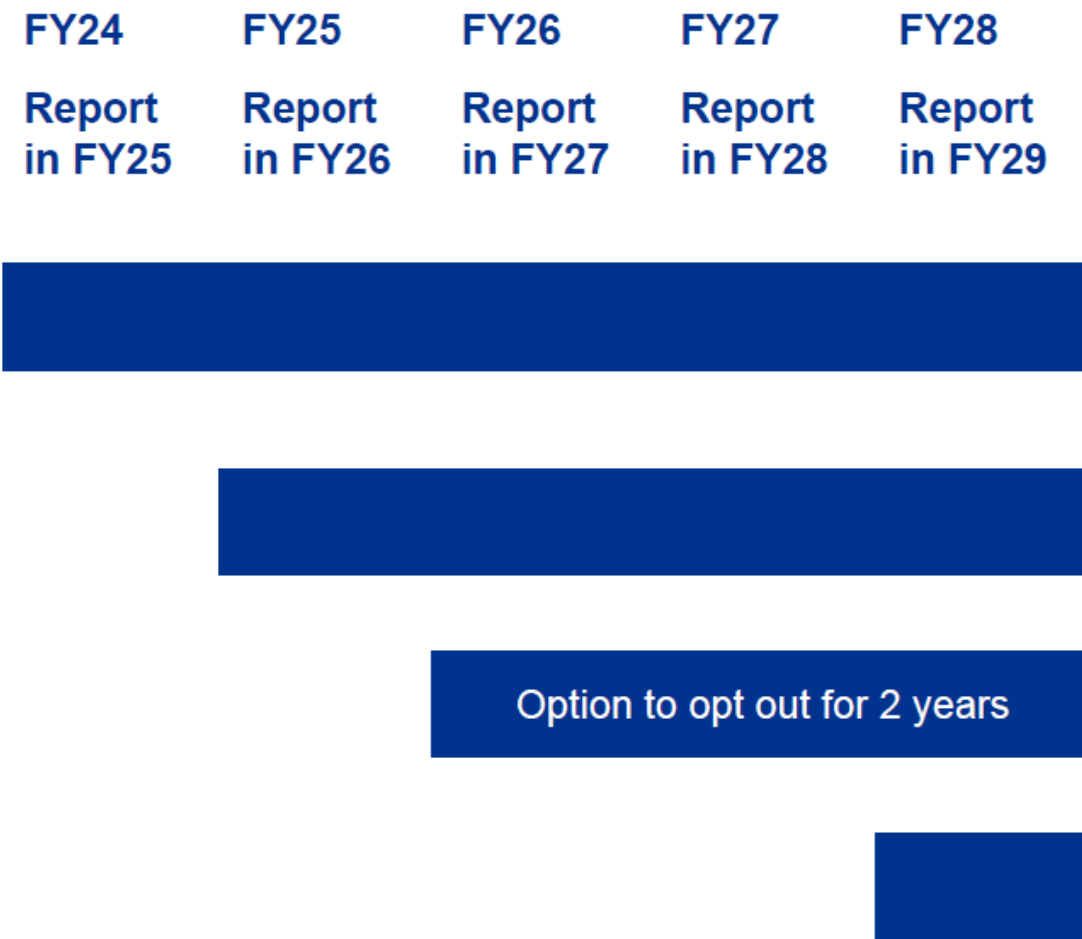 FY24 FY25 FY26 FY27 FY28
Report Report Report Report Report
in FY25 in FY26 in FY27 in FY28 in FY29
Option to opt out for 2 years